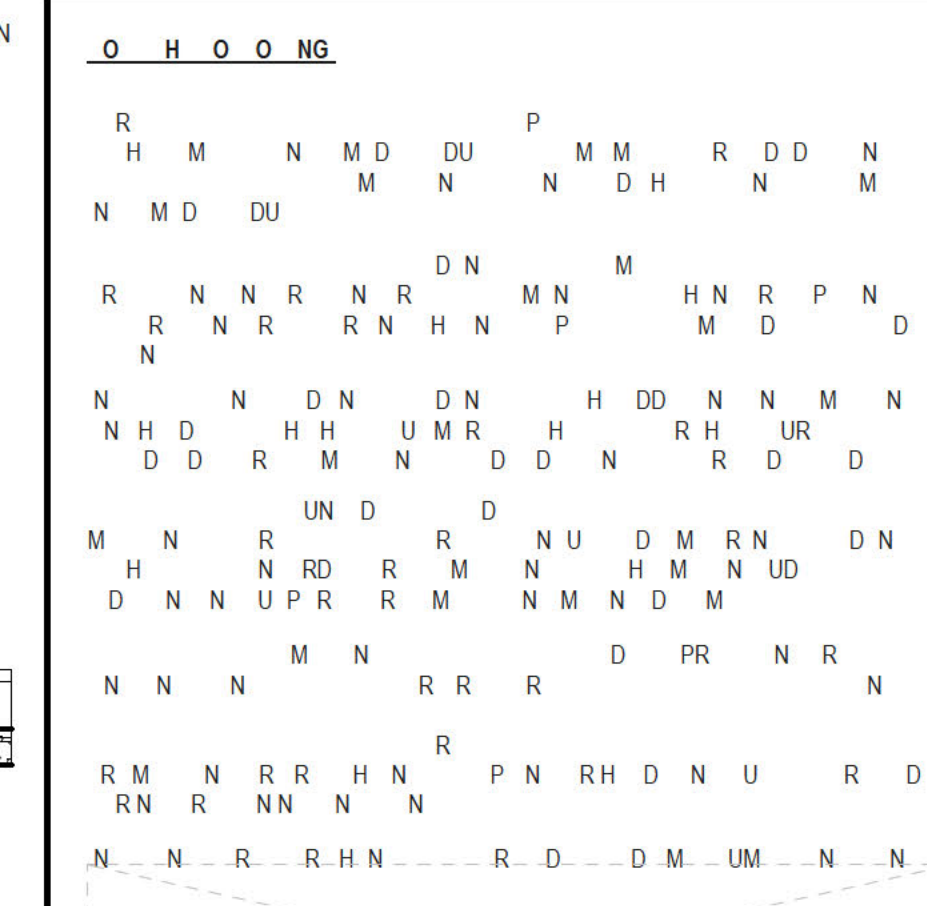 N
O H O O NG
R P
H M N M D DU M M R D D N
M N N D H N M
N M D DU
D N M
R N N R N R M N H N R P N
R N R R N H N P M D D
N
N N D N D N H DD N N M N
N H D H H U M R H R H UR
D D R M N D D N R D D
UN D D
M N R R N U D M R N D N
H N RD R M N H M N UD
D N N U P R R M N M N D M
M N D PR N R
N N N R R R N
R
R M N R R H N P N R H D N U R D
R N R N N N N
N N R R H N R D D M UM N N